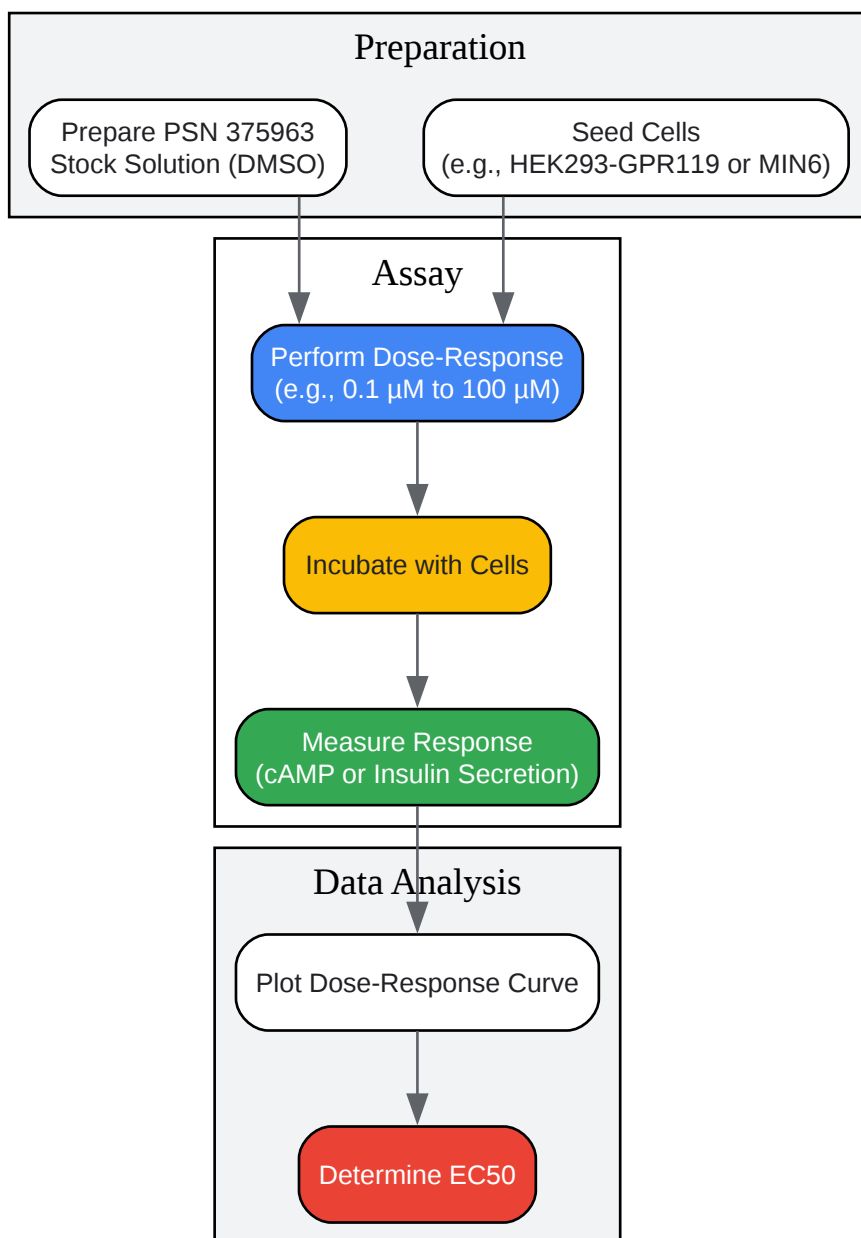 Preparation
Prepare PSN 375963
Stock Solution (DMSO)
Seed Cells
(e.g., HEK293-GPR119 or MIN6)
Assay
Perform Dose-Response
(e.g., 0.1 µM to 100 µM)
Incubate with Cells
Measure Response
(cAMP or Insulin Secretion)
Data Analysis
Plot Dose-Response Curve
Determine EC50